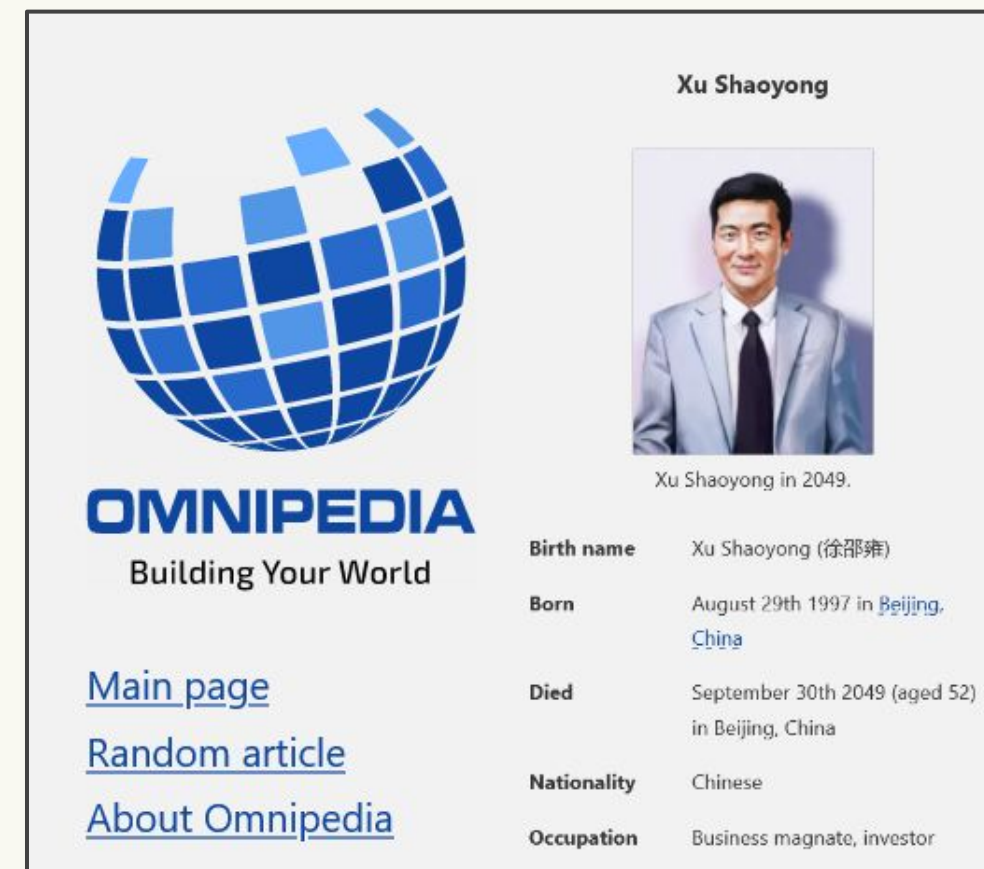 OMNIPEDIA
Building Your World
Main page
Random article
About Omnipedia
Xu Shaoyong
Xu Shaoyong in 2049.
Birth name Xu Shaoyong (徐邵雍)
Born August 29th 1997 in Beijing,
China
Died September 30th 2049 (aged 52)
in Beijing, China
Nationality Chinese
Occupation Business magnate, investor